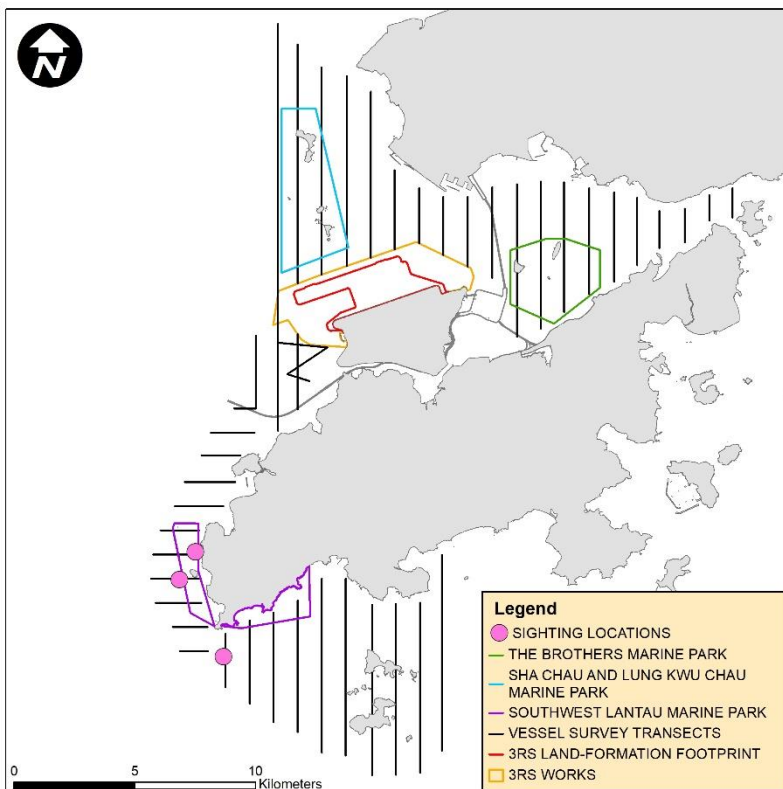 N
Legend
SIGHTING LOCATIONS
THE BROTHERS MARINE PARK
SHA CHAU AND LUNG KWU CHAU
MARINE PARK
SOUTHWEST LANTAU MARINE PARK
VESSEL SURVEY TRANSECTS
3RS LAND-FORMATION FOOTPRINT
3RS WORKS
0 5 10
Kilometers